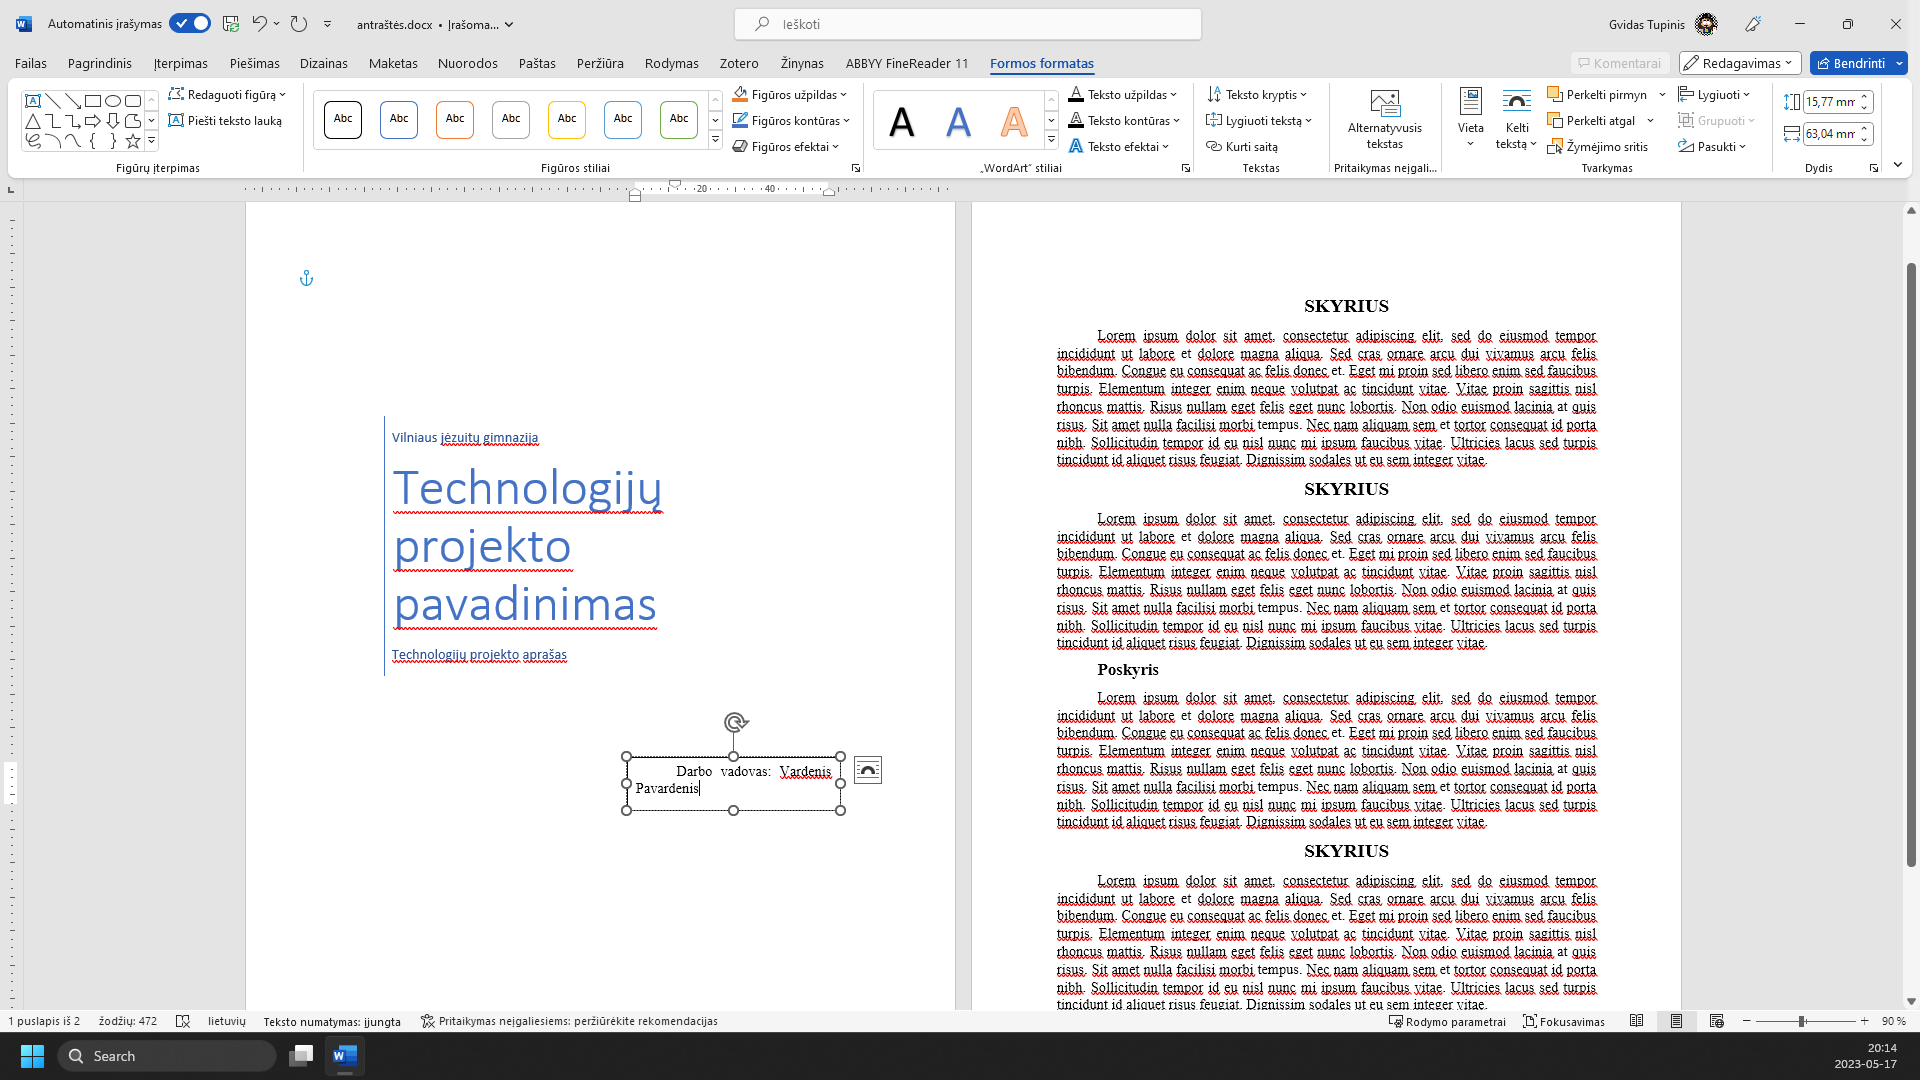 Automatinis įrašymas
antraštės.docx • Įrašoma...
Ieškoti
Gvidas Tupinis
Failas Pagrindinis Įterpimas Piešimas Dizainas Maketas Nuorodos Paštas Peržiūra Rodymas Zotero Žinynas ABBYY FineReader 11 Formos formatas
Komentarai Redagavimas Bendrinti
Redaguoti figūrą
Piešti teksto lauką
Figūrų įterpimas
Abc Abc Abc Abc Abc Abc Abc
Figūros užpildas
Figūros kontūras
Figūros efektai
Figūros stiliai
A A A
Teksto užpildas
Teksto kontūras
Teksto efektai
„WordArt“ stiliai
Teksto kryptis
Lygiuoti tekstą
Kurti saitą
Tekstas
Alternatyvusis
tekstas
Pritaikymas neįgali...
Vieta
Kelti
tekstą
Perkelti pirmyn
Perkelti atgal
Žymėjimo sritis
Lygiuoti
Grupuoti
Pasukti
Tvarkymas
15,77 mm
63,04 mm
Dydis
20 40
Vilniaus jėzuitų gimnazija
Technologijų
projekto
pavadinimas
Technologijų projekto aprašas
Darbo vadovas: Vardenis
Pavardenis
SKYRIUS
Lorem ipsum dolor sit amet, consectetur adipiscing elit, sed do eiusmod tempor
incididunt ut labore et dolore magna aliqua. Sed cras ornare arcu dui vivamus arcu felis
bibendum. Congue eu consequat ac felis donec et. Eget mi proin sed libero enim sed faucibus
turpis. Elementum integer enim neque volutpat ac tincidunt vitae. Vitae proin sagittis nisl
rhoncus mattis. Risus nullam eget felis eget nunc lobortis. Non odio euismod lacinia at quis
risus. Sit amet nulla facilisi morbi tempus. Nec nam aliquam sem et tortor consequat id porta
nibh. Sollicitudin tempor id eu nisl nunc mi ipsum faucibus vitae. Ultricies lacus sed turpis
tincidunt id aliquet risus feugiat. Dignissim sodales ut eu sem integer vitae.
SKYRIUS
Lorem ipsum dolor sit amet, consectetur adipiscing elit, sed do eiusmod tempor
incididunt ut labore et dolore magna aliqua. Sed cras ornare arcu dui vivamus arcu felis
bibendum. Congue eu consequat ac felis donec et. Eget mi proin sed libero enim sed faucibus
turpis. Elementum integer enim neque volutpat ac tincidunt vitae. Vitae proin sagittis nisl
rhoncus mattis. Risus nullam eget felis eget nunc lobortis. Non odio euismod lacinia at quis
risus. Sit amet nulla facilisi morbi tempus. Nec nam aliquam sem et tortor consequat id porta
nibh. Sollicitudin tempor id eu nisl nunc mi ipsum faucibus vitae. Ultricies lacus sed turpis
tincidunt id aliquet risus feugiat. Dignissim sodales ut eu sem integer vitae.
Poskyris
Lorem ipsum dolor sit amet, consectetur adipiscing elit, sed do eiusmod tempor
incididunt ut labore et dolore magna aliqua. Sed cras ornare arcu dui vivamus arcu felis
bibendum. Congue eu consequat ac felis donec et. Eget mi proin sed libero enim sed faucibus
turpis. Elementum integer enim neque volutpat ac tincidunt vitae. Vitae proin sagittis nisl
rhoncus mattis. Risus nullam eget felis eget nunc lobortis. Non odio euismod lacinia at quis
risus. Sit amet nulla facilisi morbi tempus. Nec nam aliquam sem et tortor consequat id porta
nibh. Sollicitudin tempor id eu nisl nunc mi ipsum faucibus vitae. Ultricies lacus sed turpis
tincidunt id aliquet risus feugiat. Dignissim sodales ut eu sem integer vitae.
SKYRIUS
Lorem ipsum dolor sit amet, consectetur adipiscing elit, sed do eiusmod tempor
incididunt ut labore et dolore magna aliqua. Sed cras ornare arcu dui vivamus arcu felis
bibendum. Congue eu consequat ac felis donec et. Eget mi proin sed libero enim sed faucibus
turpis. Elementum integer enim neque volutpat ac tincidunt vitae. Vitae proin sagittis nisl
rhoncus mattis. Risus nullam eget felis eget nunc lobortis. Non odio euismod lacinia at quis
risus. Sit amet nulla facilisi morbi tempus. Nec nam aliquam sem et tortor consequat id porta
nibh. Sollicitudin tempor id eu nisl nunc mi ipsum faucibus vitae. Ultricies lacus sed turpis
tincidunt id aliquet risus feugiat. Dignissim sodales ut eu sem integer vitae.
1 puslapis iš 2 žodžių: 472 lietuvių Teksto numatymas: įjungta Pritaikymas neįgaliesiems: peržiūrėkite rekomendacijas
Rodymo parametrai Fokusavimas 90 %
Search
20:14
2023-05-17